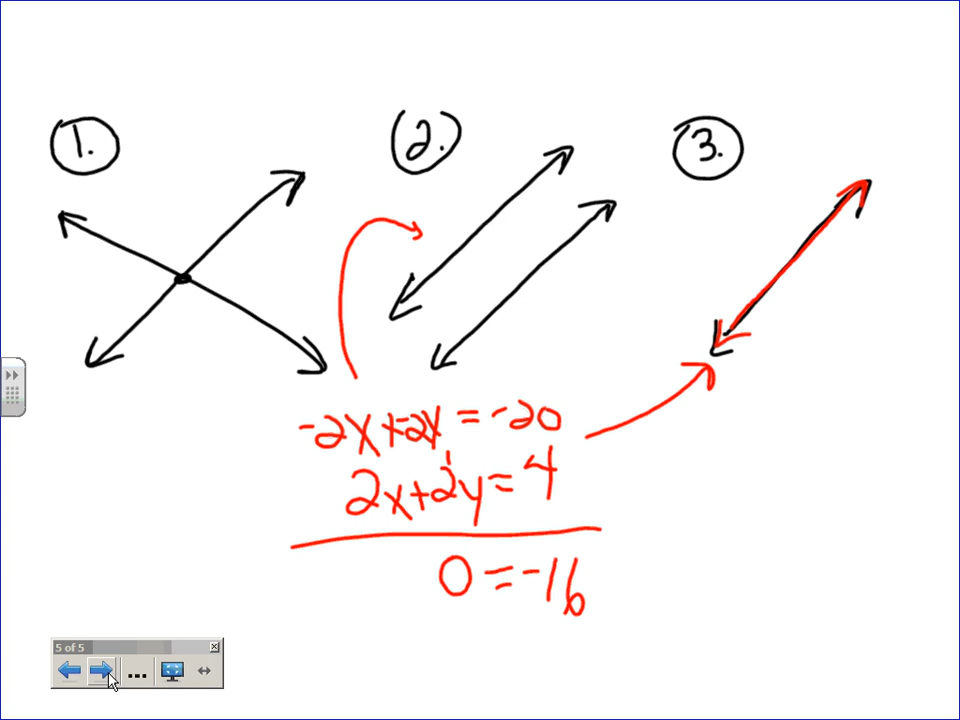 1.
2.
3.
-2x+-2y=-20
2x+2y=4
0=-16
5 of 5
...